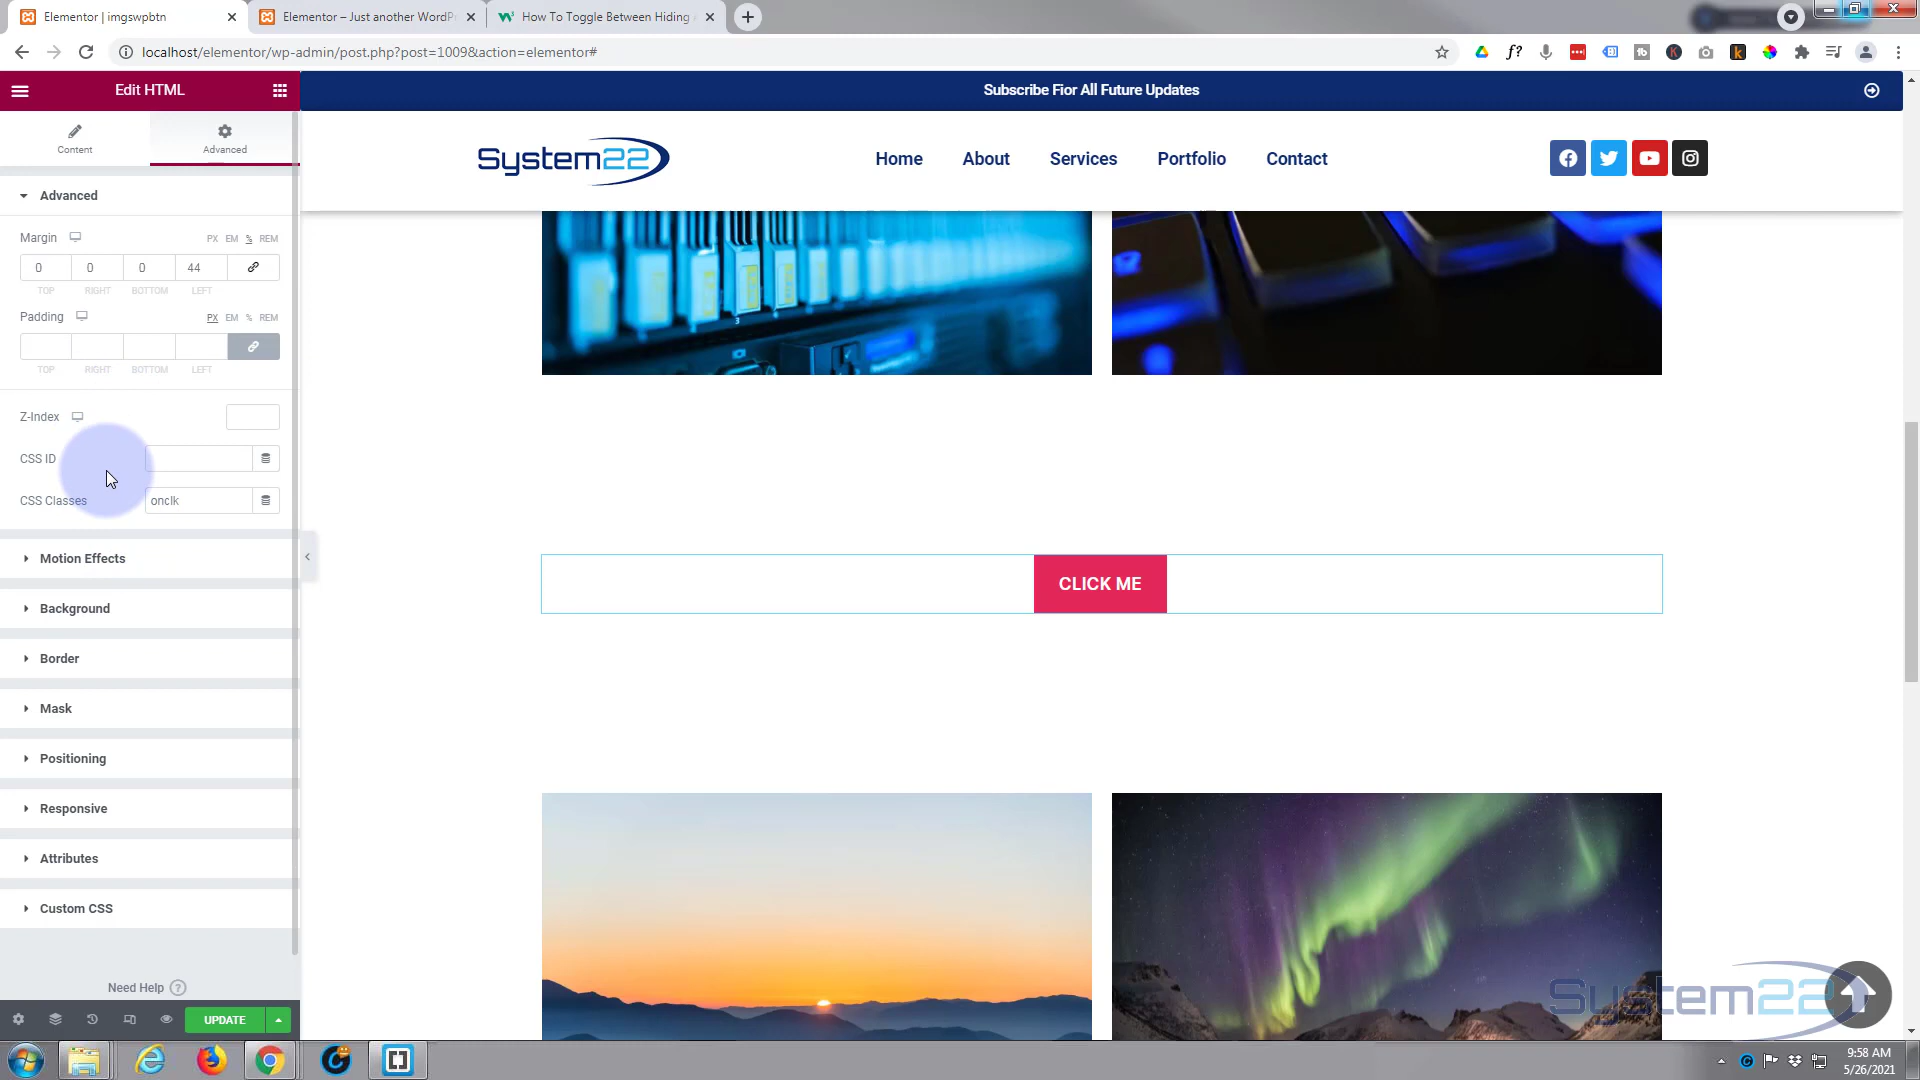 Elementor | imgswpbtn
Elementor – Just another WordPr
How To Toggle Between Hiding
localhost/elementor/wp-admin/post.php?post=1009&action=elementor#
Edit HTML
Subscribe Fior All Future Updates
Content
Advanced
System22
Home
About
Services
Portfolio
Contact
Advanced
Margin
PX EM % REM
0 0 0 44
TOP RIGHT BOTTOM LEFT
Padding
PX EM % REM
TOP RIGHT BOTTOM LEFT
Z-Index
CSS ID
CSS Classes
onclk
Motion Effects
CLICK ME
Background
Border
Mask
Positioning
Responsive
Attributes
Custom CSS
Need Help
UPDATE
System22
9:58 AM
5/26/2021